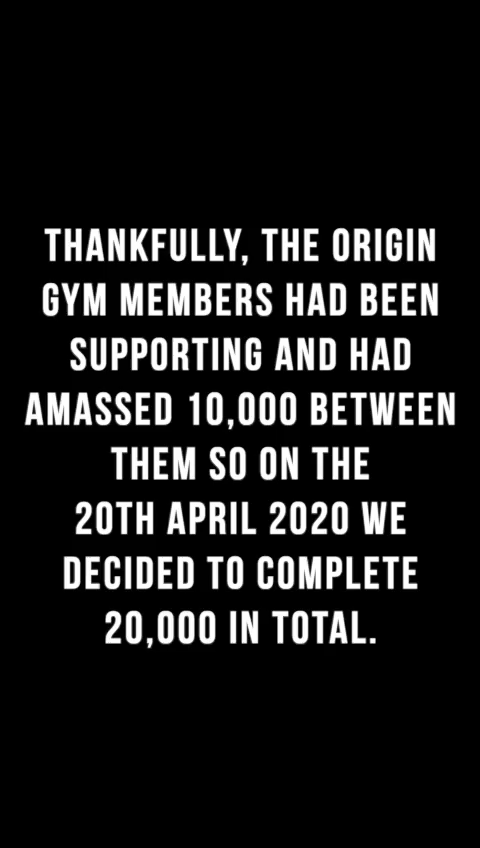 THANKFULLY, THE ORIGIN
GYM MEMBERS HAD BEEN
SUPPORTING AND HAD
AMASSED 10,000 BETWEEN
THEM SO ON THE
20TH APRIL 2020 WE
DECIDED TO COMPLETE
20,000 IN TOTAL.